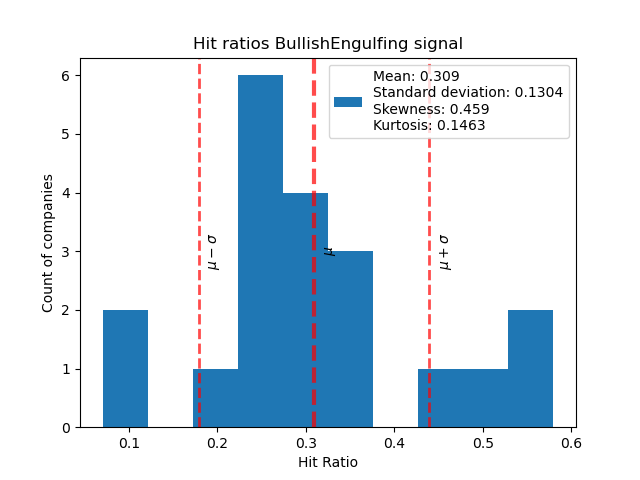 Hit ratios BullishEngulfing signal
Mean: 0.309
Standard deviation: 0.1304
Skewness: 0.459
Kurtosis: 0.1463
Count of companies
6
5
4
3
2
1
0
μ − σ
μ
μ + σ
0.1 0.2 0.3 0.4 0.5 0.6
Hit Ratio